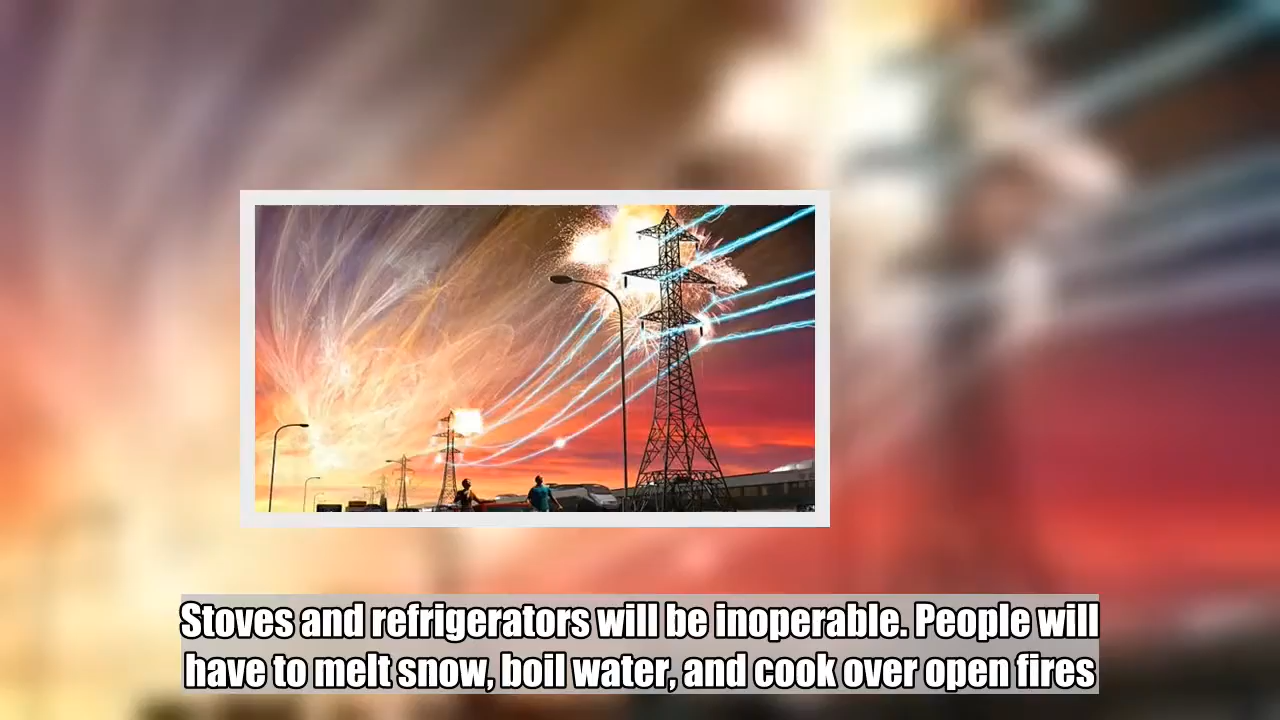 Stoves and refrigerators will be inoperable. People will
have to melt snow, boil water, and cook over open fires